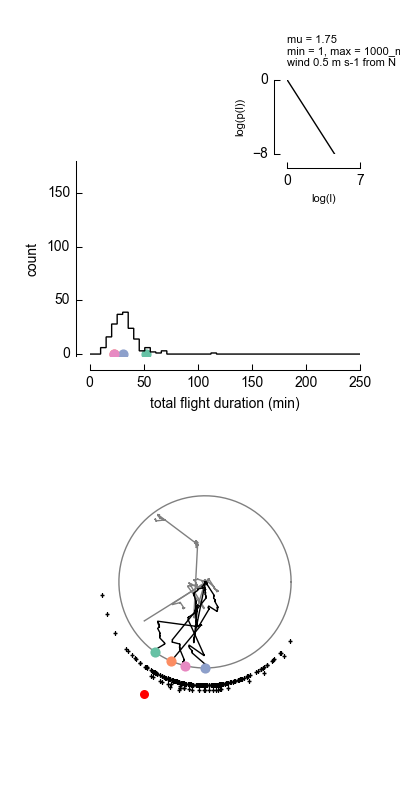 mu = 1.75
min = 1, max = 1000_m
wind 0.5 m s-1 from N
0
log(p(l))
−8
0
7
log(l)
150
count
100
50
0
0
50
100
150
200
250
total flight duration (min)